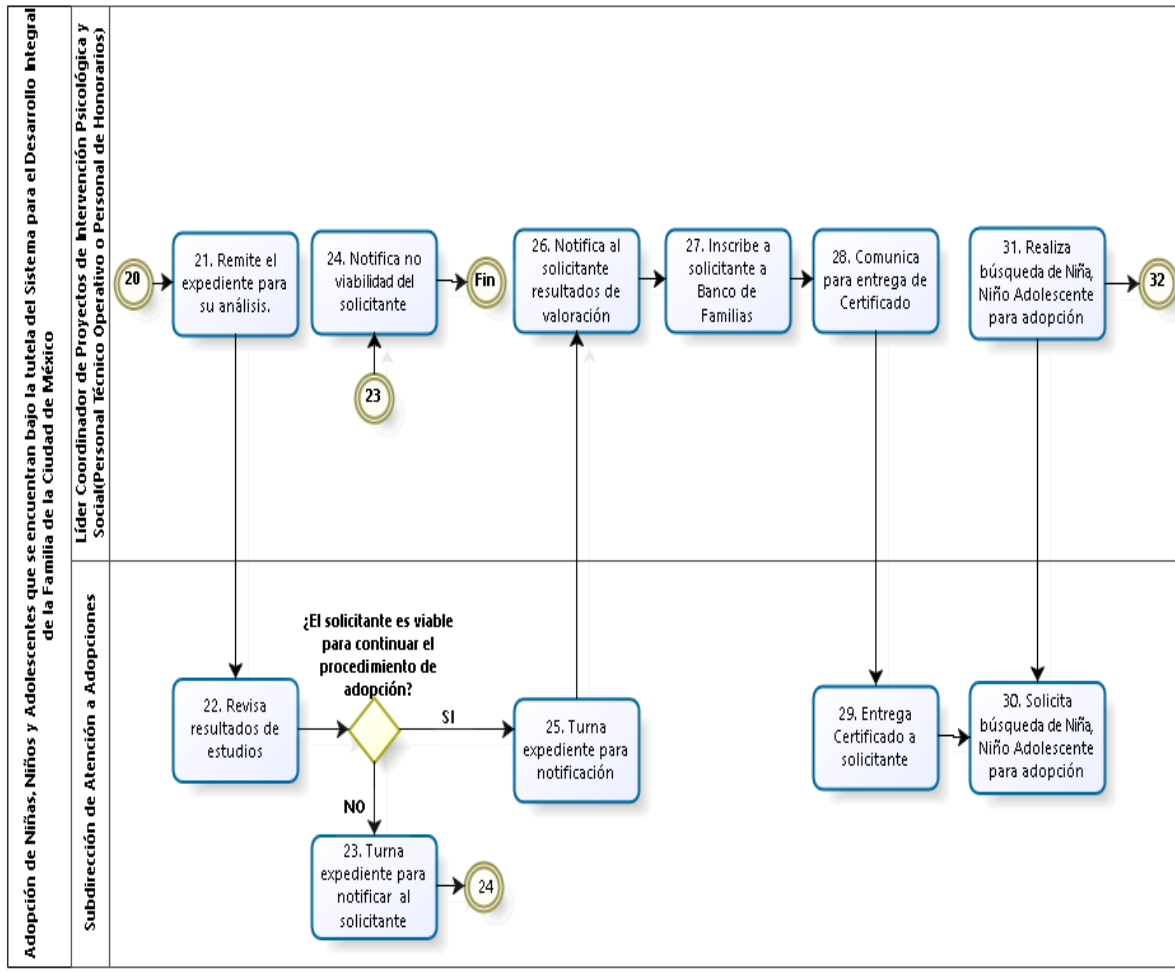 Adopción de Niñas, Niños y Adolescentes que se encuentran bajo la tutela del Sistema para el Desarrollo Integral
de la Familia de la Ciudad de México
Líder Coordinador de Proyectos de Intervención Psicológica y
Social(Personal Técnico Operativo o Personal de Honorarios)
20
21. Remite el
expediente para
su análisis.
24. Notifica no
viabilidad del
solicitante
Fin
23
26. Notifica al
solicitante
resultados de
valoración
27. Inscribe a
solicitante a
Banco de
Familias
28. Comunica
para entrega de
Certificado
31. Realiza
búsqueda de Niña,
Niño Adolescente
para adopción
32
Subdirección de Atención a Adopciones
22. Revisa
resultados de
estudios
¿El solicitante es viable
para continuar el
procedimiento de
adopción?
SI
NO
23. Turna
expediente para
notificar al
solicitante
24
25. Turna
expediente para
notificación
29. Entrega
Certificado a
solicitante
30. Solicita
búsqueda de Niña,
Niño Adolescente
para adopción